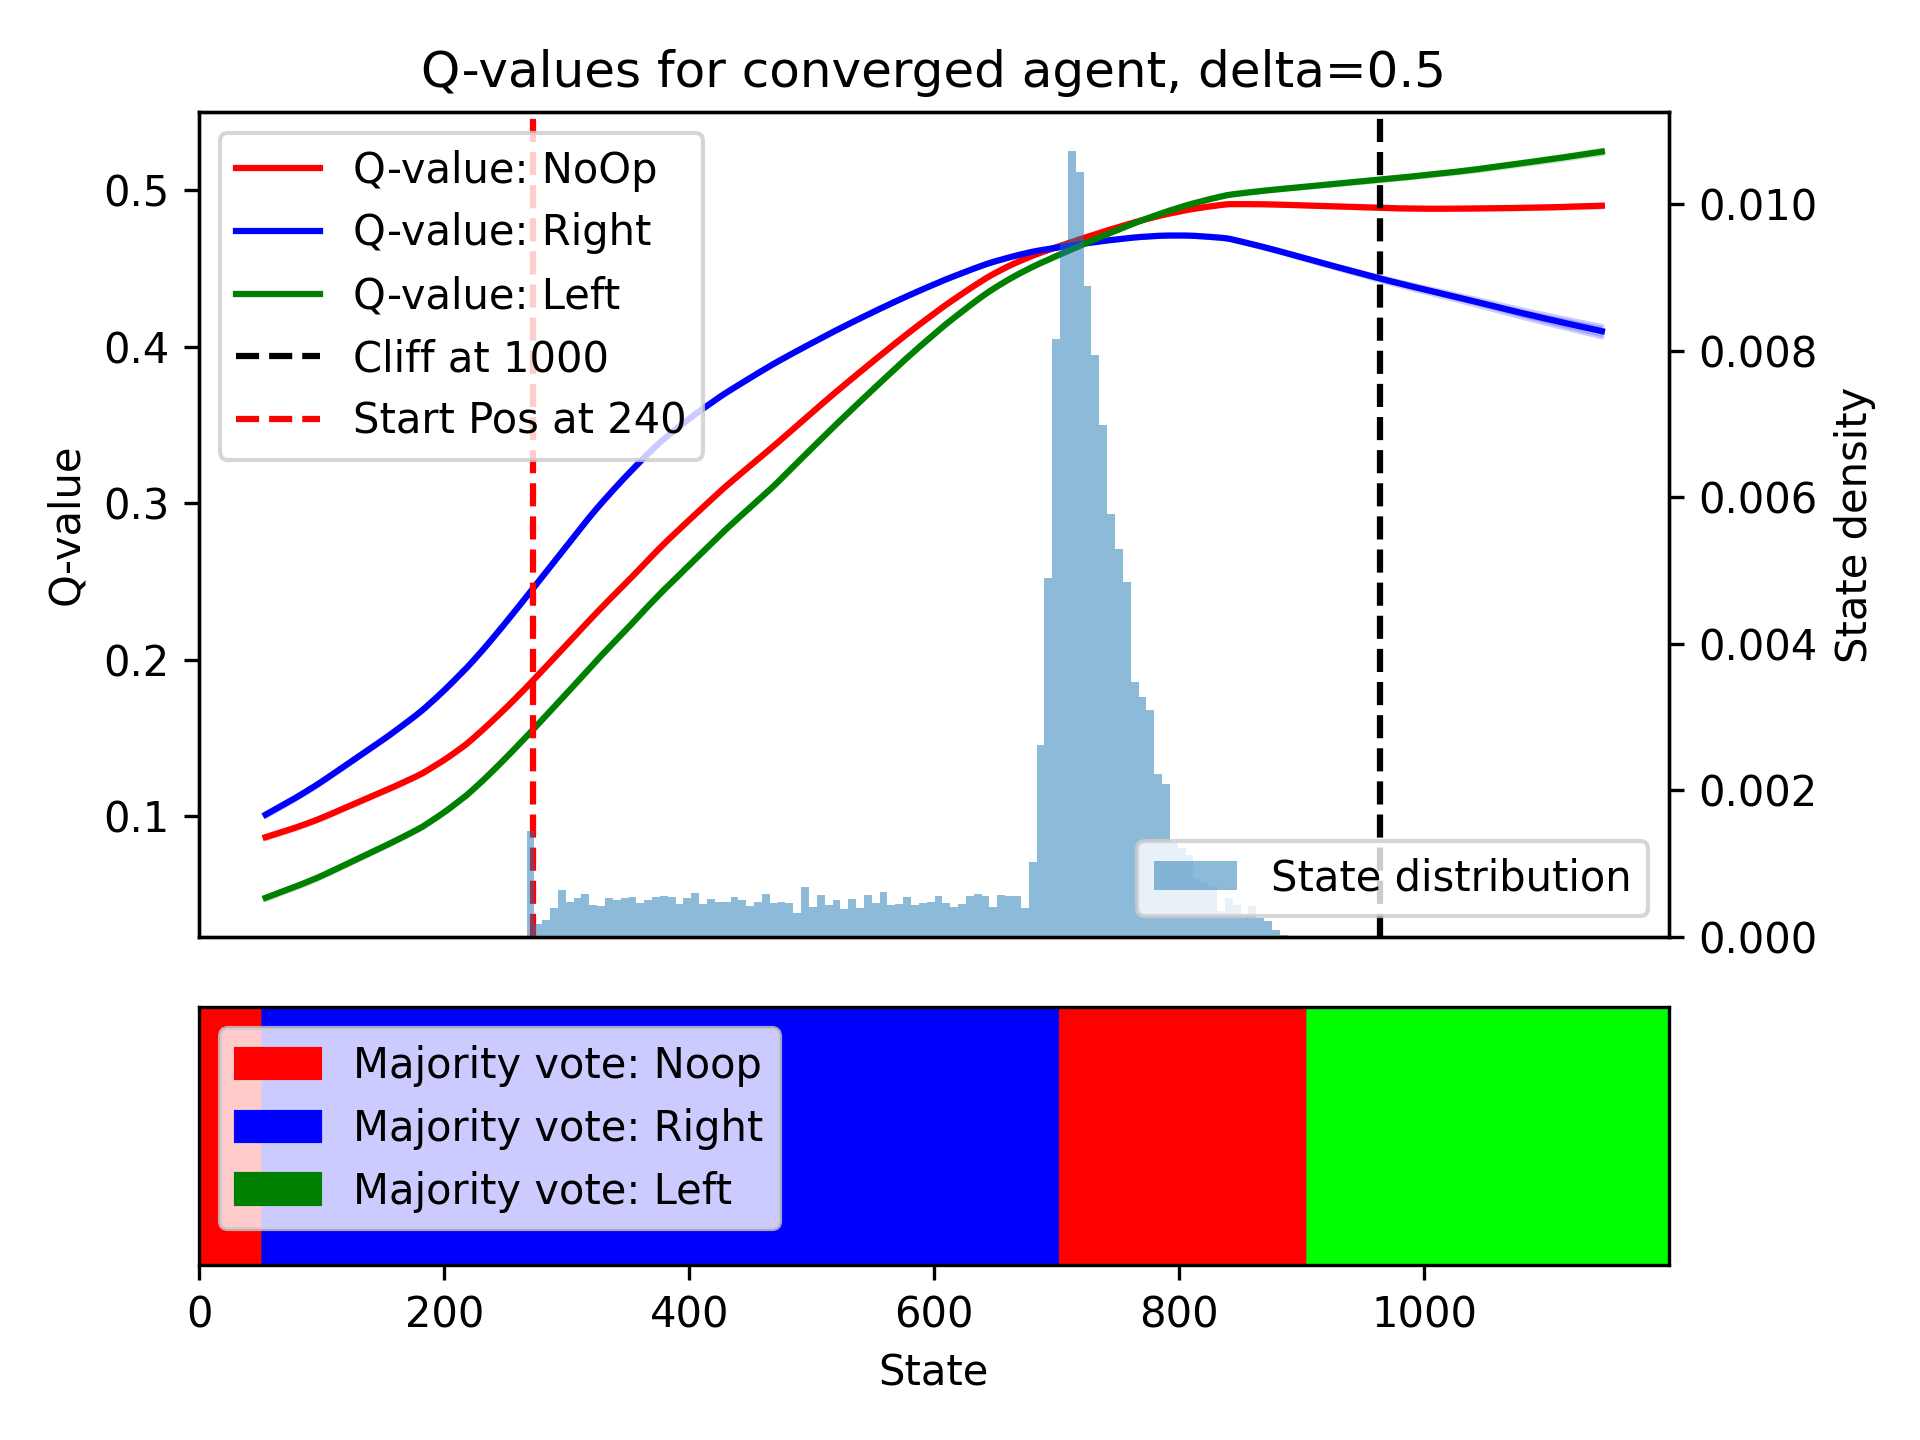 Q-values for converged agent, delta=0.5
Q-value: NoOp
Q-value: Right
Q-value: Left
Cliff at 1000
Start Pos at 240
0.5
0.4
0.3
0.2
0.1
Q-value
0.010
0.008
0.006
0.004
0.002
0.000
State density
State distribution
Majority vote: Noop
Majority vote: Right
Majority vote: Left
0 200 400 600 800 1000
State